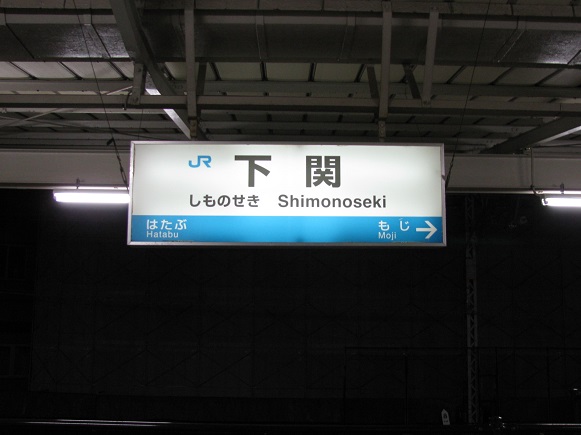 JR 下関
しものせき Shimonoseki
はたぶ もじ →
Hatabu Moji